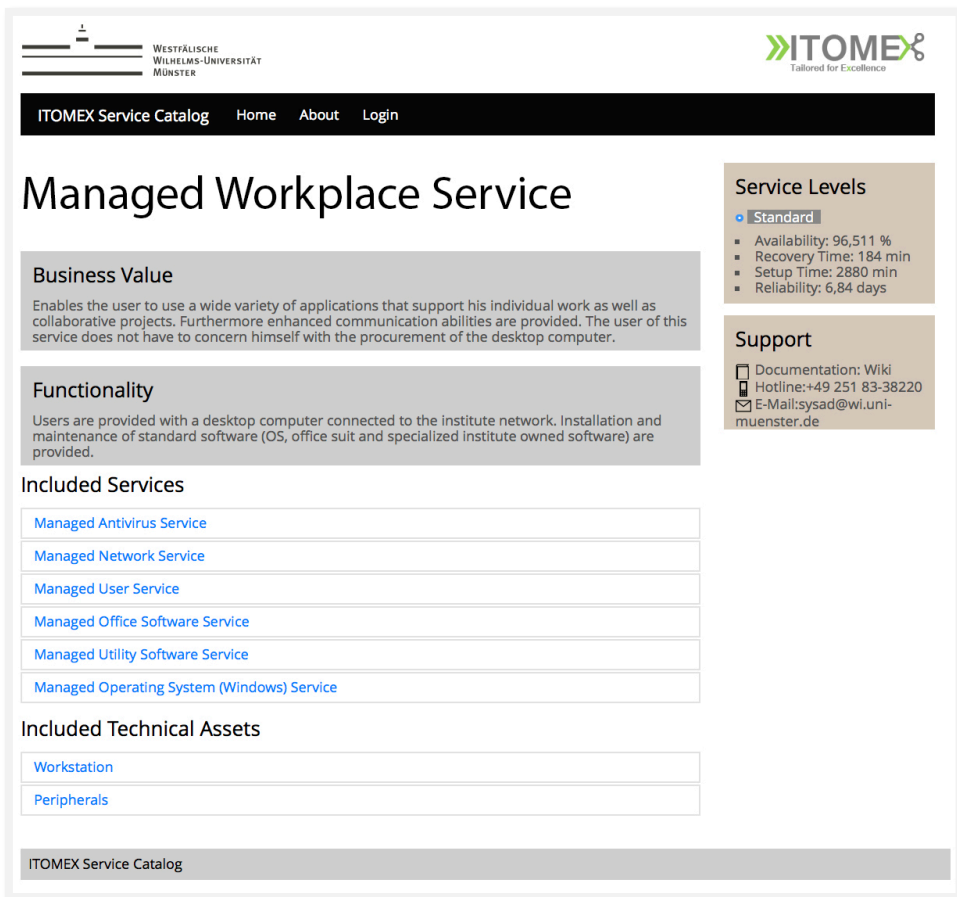 WESTFÄLISCHE
WILHELMS-UNIVERSITÄT
MÜNSTER
ITOMEX
Tailored for Excellence
ITOMEX Service Catalog Home About Login
Managed Workplace Service
Business Value
Enables the user to use a wide variety of applications that support his individual work as well as
collaborative projects. Furthermore enhanced communication abilities are provided. The user of this
service does not have to concern himself with the procurement of the desktop computer.
Functionality
Users are provided with a desktop computer connected to the institute network. Installation and
maintenance of standard software (OS, office suit and specialized institute owned software) are
provided.
Included Services
Managed Antivirus Service
Managed Network Service
Managed User Service
Managed Office Software Service
Managed Utility Software Service
Managed Operating System (Windows) Service
Included Technical Assets
Workstation
Peripherals
Service Levels
Standard
Availability: 96,511 %
Recovery Time: 184 min
Setup Time: 2880 min
Reliability: 6,84 days
Support
Documentation: Wiki
Hotline:+49 251 83-38220
E-Mail:sysad@wi.uni-
muenster.de
ITOMEX Service Catalog